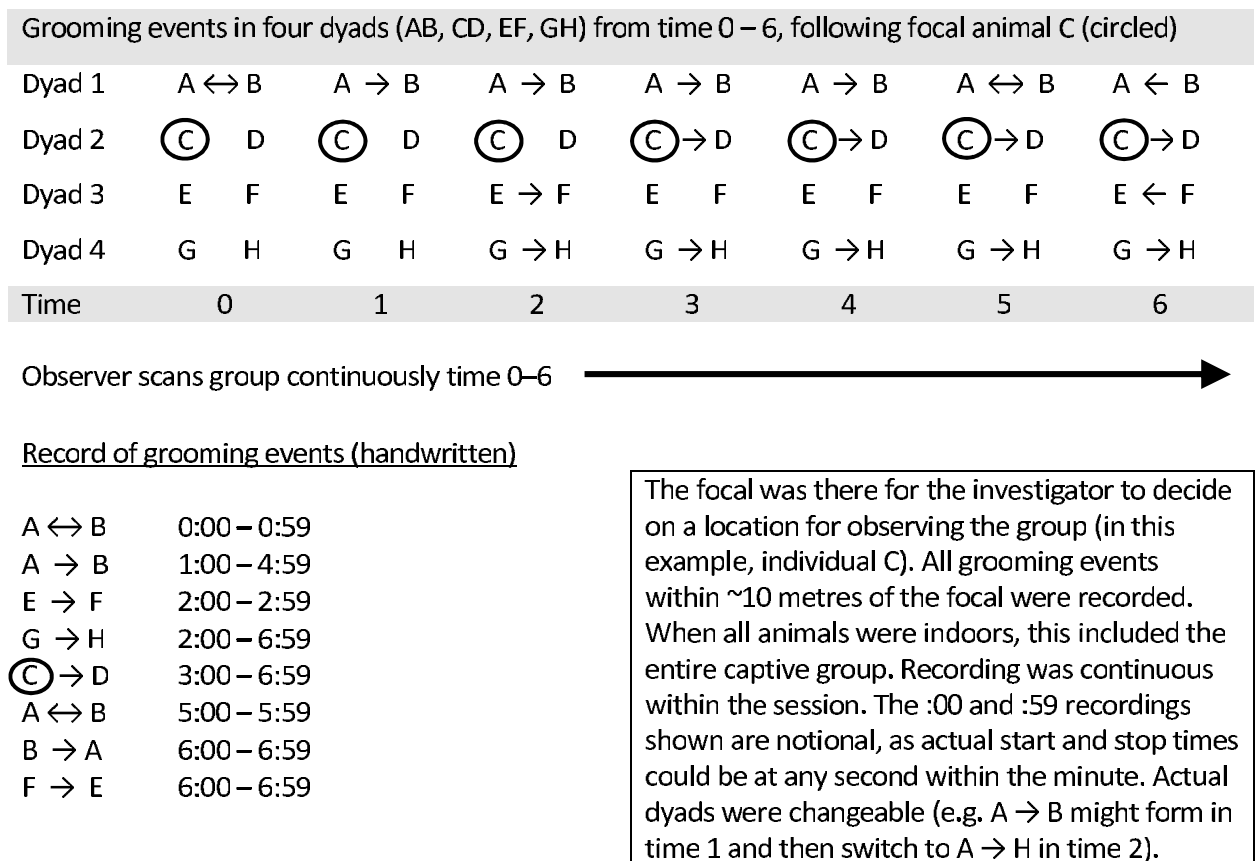 Grooming events in four dyads (AB, CD, EF, GH) from time 0 – 6, following focal animal C (circled)
Dyad 1 A ↔ B A → B A → B A → B A → B A ↔ B A ← B
Dyad 2 C D C D C D C → D C → D C → D C → D
Dyad 3 E F E F E → F E F E F E F E ← F
Dyad 4 G H G H G → H G → H G → H G → H G → H
Time 0 1 2 3 4 5 6
Observer scans group continuously time 0–6
Record of grooming events (handwritten)
A ↔ B 0:00 – 0:59
A → B 1:00 – 4:59
E → F 2:00 – 2:59
G → H 2:00 – 6:59
C → D 3:00 – 6:59
A ↔ B 5:00 – 5:59
B → A 6:00 – 6:59
F → E 6:00 – 6:59
The focal was there for the investigator to decide
on a location for observing the group (in this
example, individual C). All grooming events
within ~10 metres of the focal were recorded.
When all animals were indoors, this included the
entire captive group. Recording was continuous
within the session. The :00 and :59 recordings
shown are notional, as actual start and stop times
could be at any second within the minute. Actual
dyads were changeable (e.g. A → B might form in
time 1 and then switch to A → H in time 2).